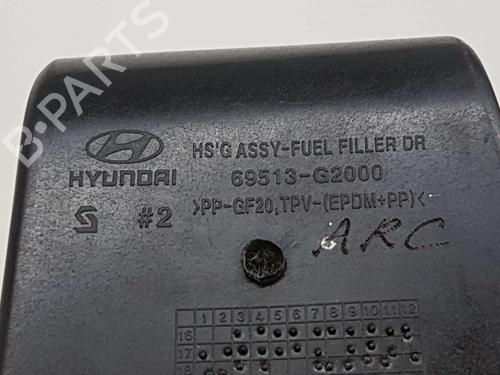 HS'G ASSY-FUEL FILLER DR
HYUNDAI 69513-G2000
#2 >PP-GF20, TPV-(EPDM+PP)<
ARC
1 2 3 4 5 6 7 8 9 10 11 12
16
17
18